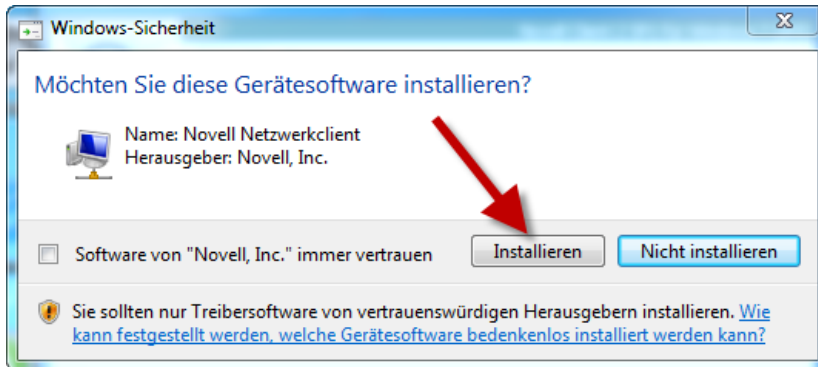 Windows-Sicherheit
Möchten Sie diese Gerätesoftware installieren?
Name: Novell Netzwerkclient
Herausgeber: Novell, Inc.
Software von "Novell, Inc." immer vertrauen
Installieren
Nicht installieren
Sie sollten nur Treibersoftware von vertrauenswürdigen Herausgebern installieren. Wie
kann festgestellt werden, welche Gerätesoftware bedenkenlos installiert werden kann?